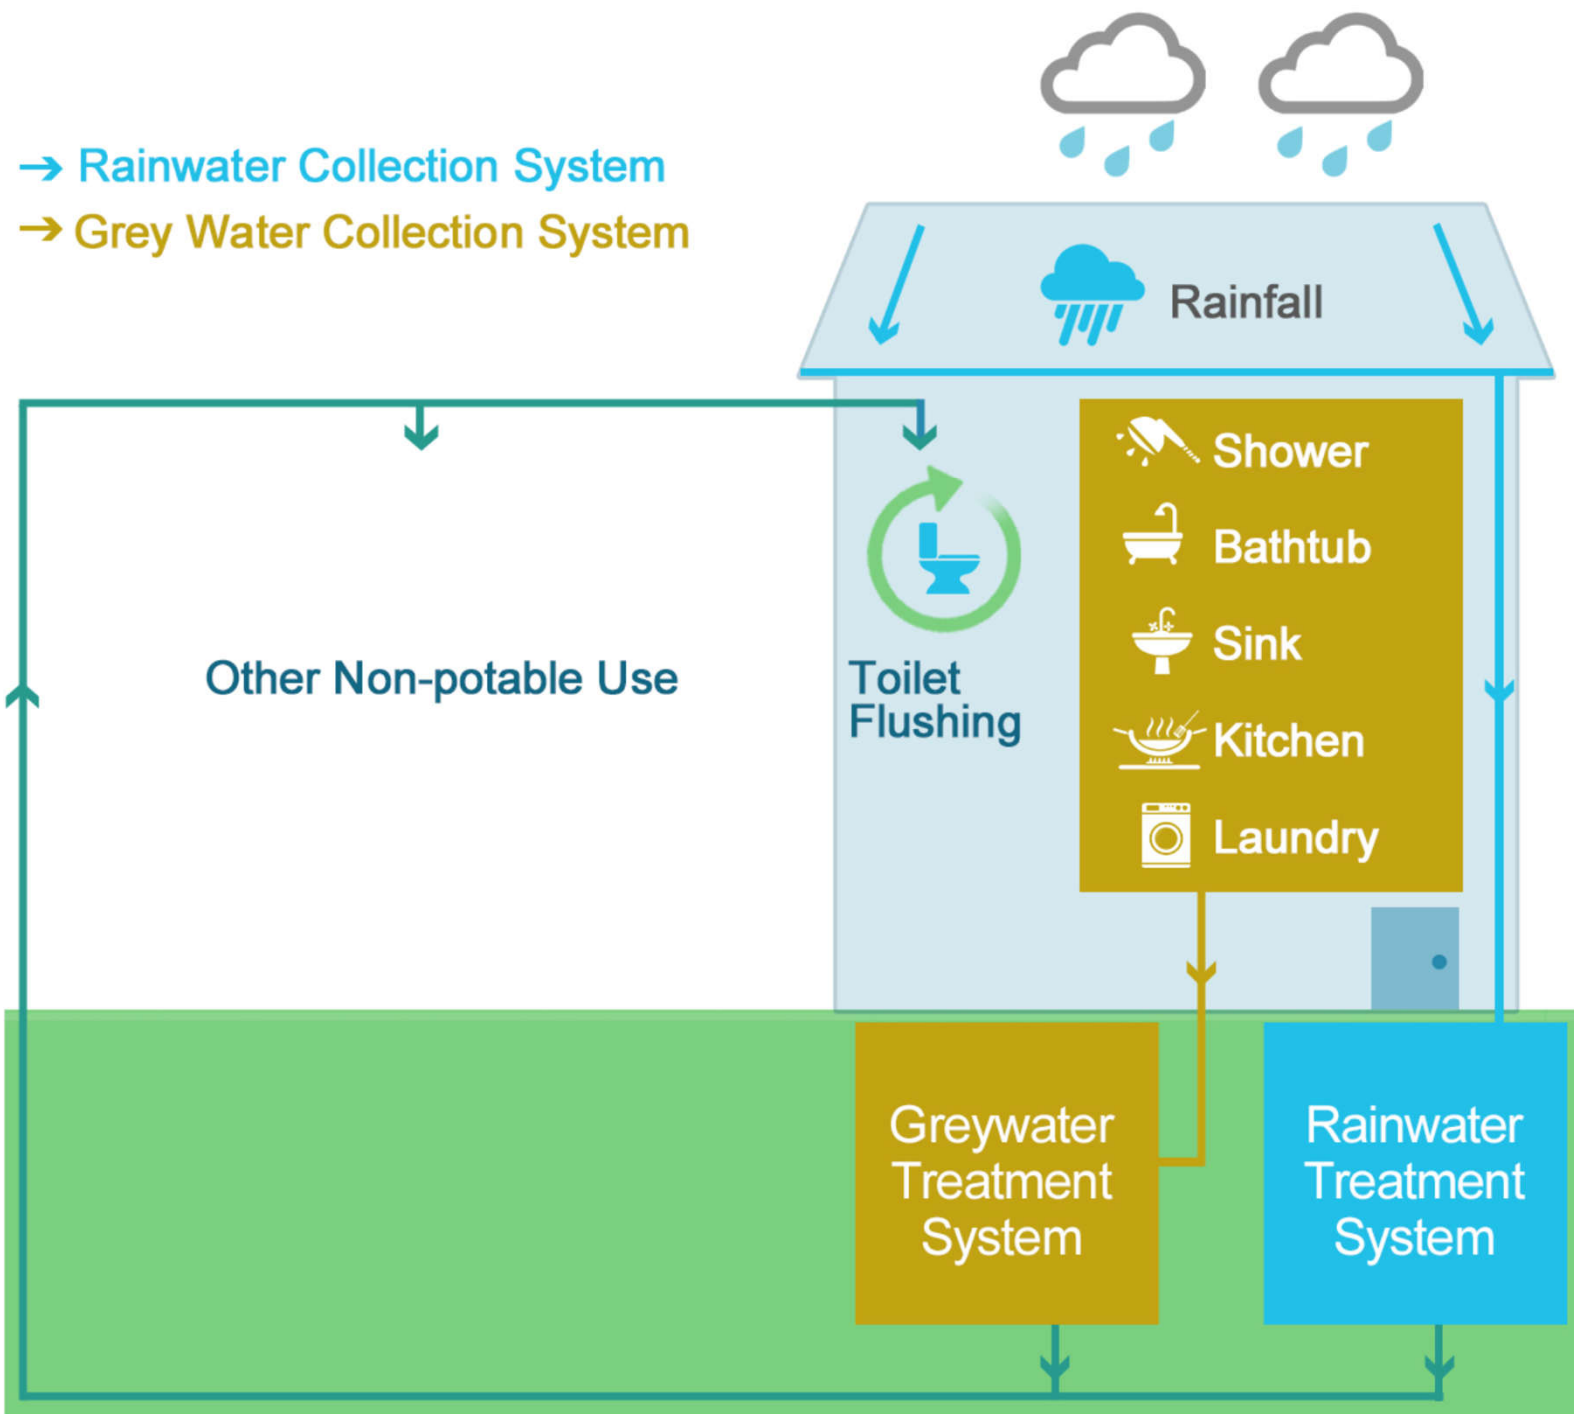 Rainwater Collection System
Grey Water Collection System
Rainfall
Shower
Bathtub
Sink
Kitchen
Laundry
Other Non-potable Use
Toilet
Flushing
Greywater
Treatment
System
Rainwater
Treatment
System